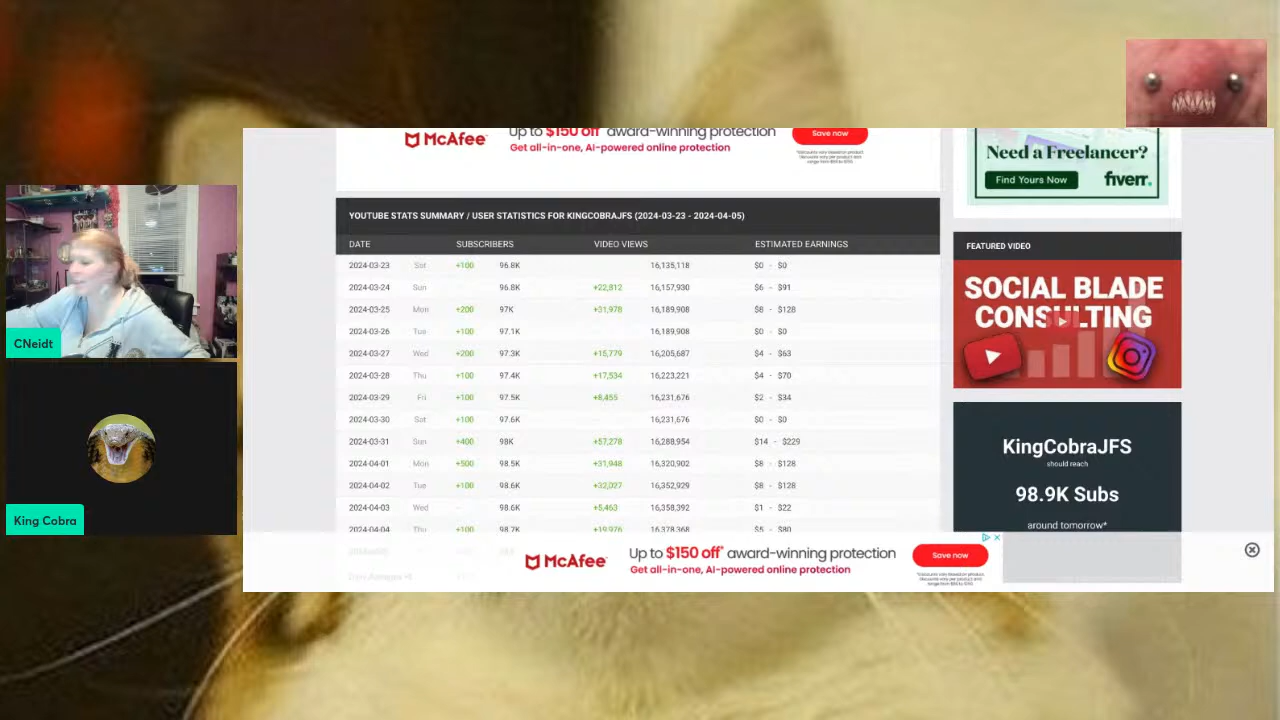 McAfee
Up to $150 off* award-winning protection
Get all-in-one, AI-powered online protection
Save now
Need a Freelancer?
Find Yours Now
fiverr.
YOUTUBE STATS SUMMARY / USER STATISTICS FOR KINGCOBRAJFS (2024-03-23 - 2024-04-05)
DATE SUBSCRIBERS VIDEO VIEWS ESTIMATED EARNINGS
2024-03-23 Sat +100 96.8K 16,135,118 $0 - $0
2024-03-24 Sun 96.8K +22,812 16,157,930 $6 - $91
2024-03-25 Mon +200 97K +31,978 16,189,908 $8 - $128
2024-03-26 Tue +100 97.1K 16,189,908 $0 - $0
2024-03-27 Wed +200 97.3K +15,779 16,205,687 $4 - $63
2024-03-28 Thu +100 97.4K +17,534 16,223,221 $4 - $70
2024-03-29 Fri +100 97.5K +8,455 16,231,676 $2 - $34
2024-03-30 Sat +100 97.6K 16,231,676 $0 - $0
2024-03-31 Sun +400 98K +57,278 16,288,954 $14 - $229
2024-04-01 Mon +500 98.5K +31,948 16,320,902 $8 - $128
2024-04-02 Tue +100 98.6K +32,027 16,352,929 $8 - $128
2024-04-03 Wed -- 98.6K +5,463 16,358,392 $1 - $22
2024-04-04 Thu +100 98.7K +19,976 16,378,368 $5 - $80
FEATURED VIDEO
SOCIAL BLADE
CONSULTING
KingCobraJFS
should reach
98.9K Subs
around tomorrow*
CNeidt
King Cobra
McAfee
Up to $150 off* award-winning protection
Get all-in-one, AI-powered online protection
Save now